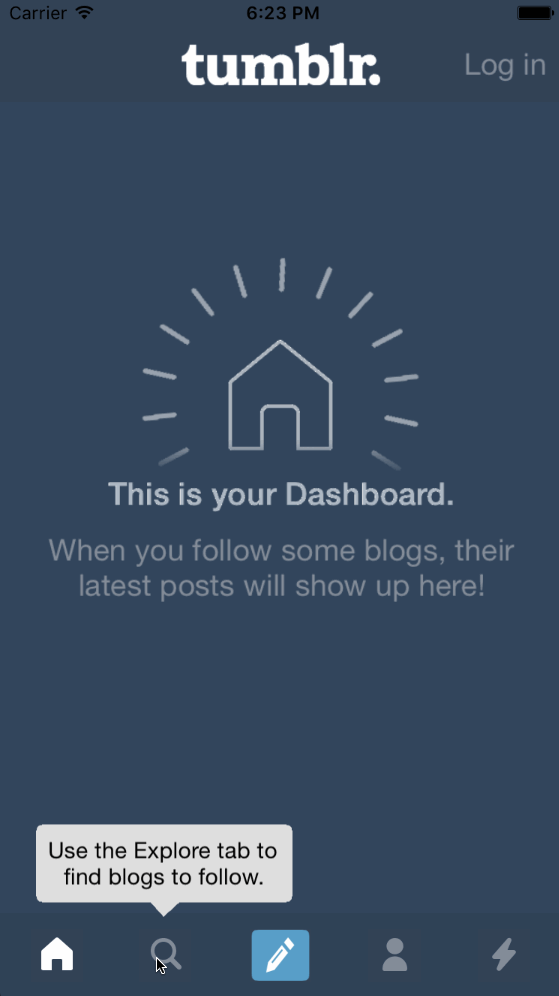 Carrier 6:23 PM
tumblr.
Log in
This is your Dashboard.
When you follow some blogs, their
latest posts will show up here!
Use the Explore tab to
find blogs to follow.